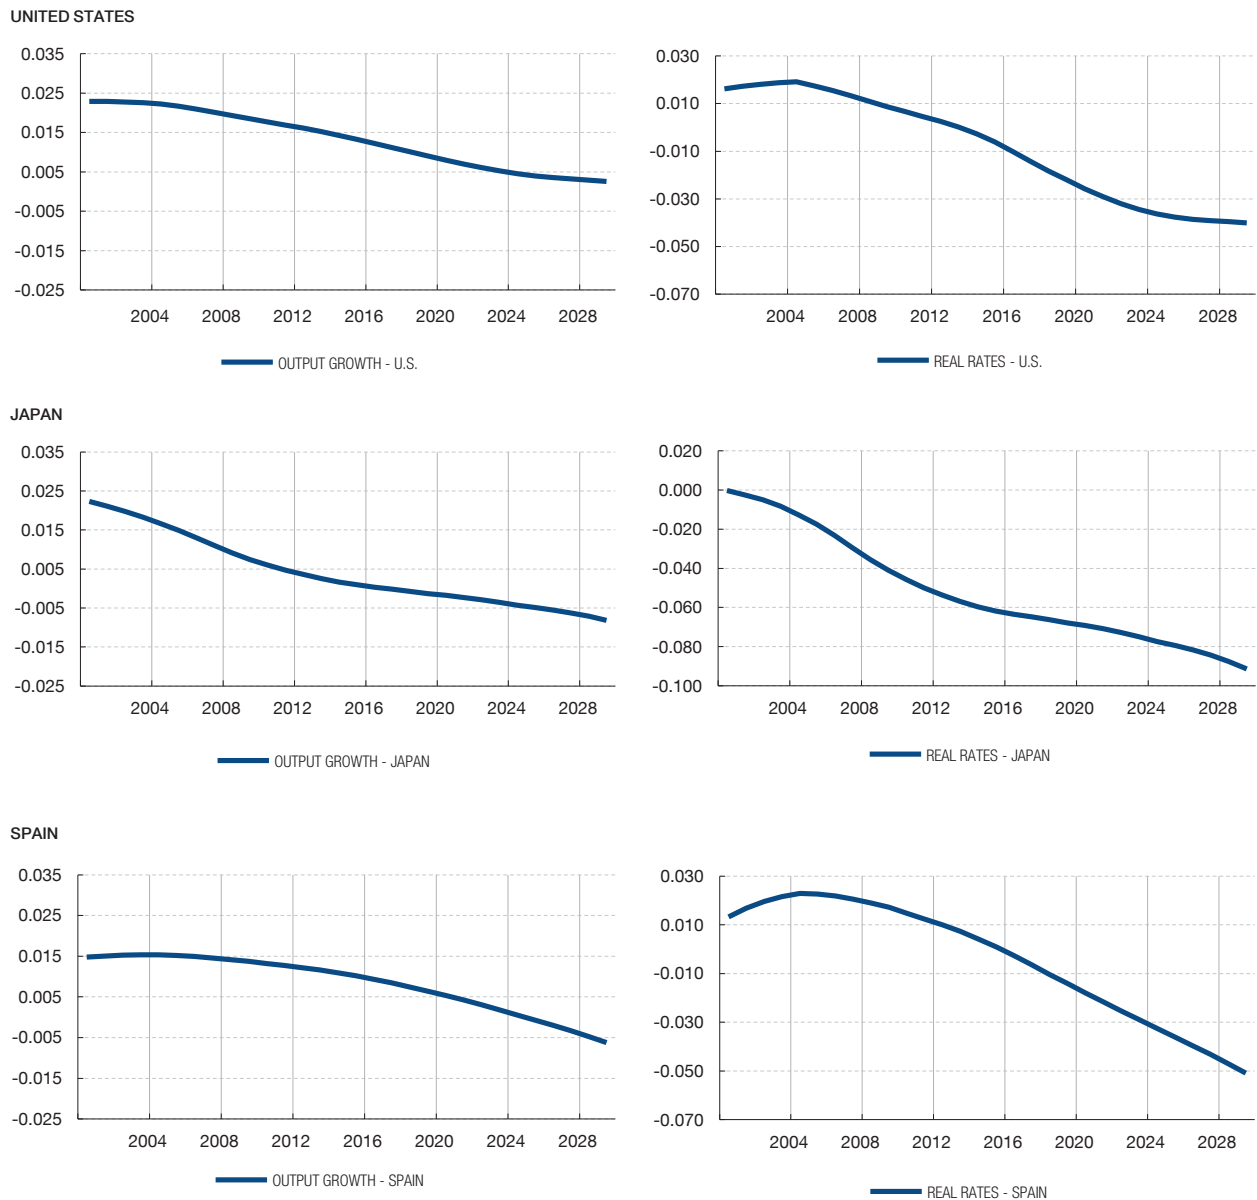 UNITED STATES
0.035
0.025
0.015
0.005
-0.005
-0.015
-0.025
2004 2008 2012 2016 2020 2024 2028
OUTPUT GROWTH - U.S.
0.030
0.010
-0.010
-0.030
-0.050
-0.070
2004 2008 2012 2016 2020 2024 2028
REAL RATES - U.S.
JAPAN
0.035
0.025
0.015
0.005
-0.005
-0.015
-0.025
2004 2008 2012 2016 2020 2024 2028
OUTPUT GROWTH - JAPAN
0.020
0.000
-0.020
-0.040
-0.060
-0.080
-0.100
2004 2008 2012 2016 2020 2024 2028
REAL RATES - JAPAN
SPAIN
0.035
0.025
0.015
0.005
-0.005
-0.015
-0.025
2004 2008 2012 2016 2020 2024 2028
OUTPUT GROWTH - SPAIN
0.030
0.010
-0.010
-0.030
-0.050
-0.070
2004 2008 2012 2016 2020 2024 2028
REAL RATES - SPAIN